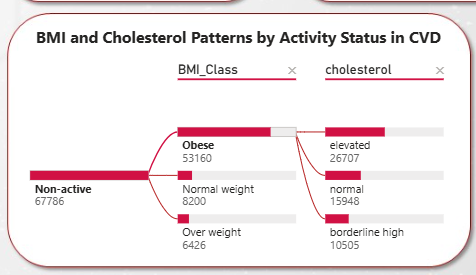 BMI and Cholesterol Patterns by Activity Status in CVD
BMI_Class ×
cholesterol ×
Non-active
67786
Obese
53160
Normal weight
8200
Over weight
6426
elevated
26707
normal
15948
borderline high
10505